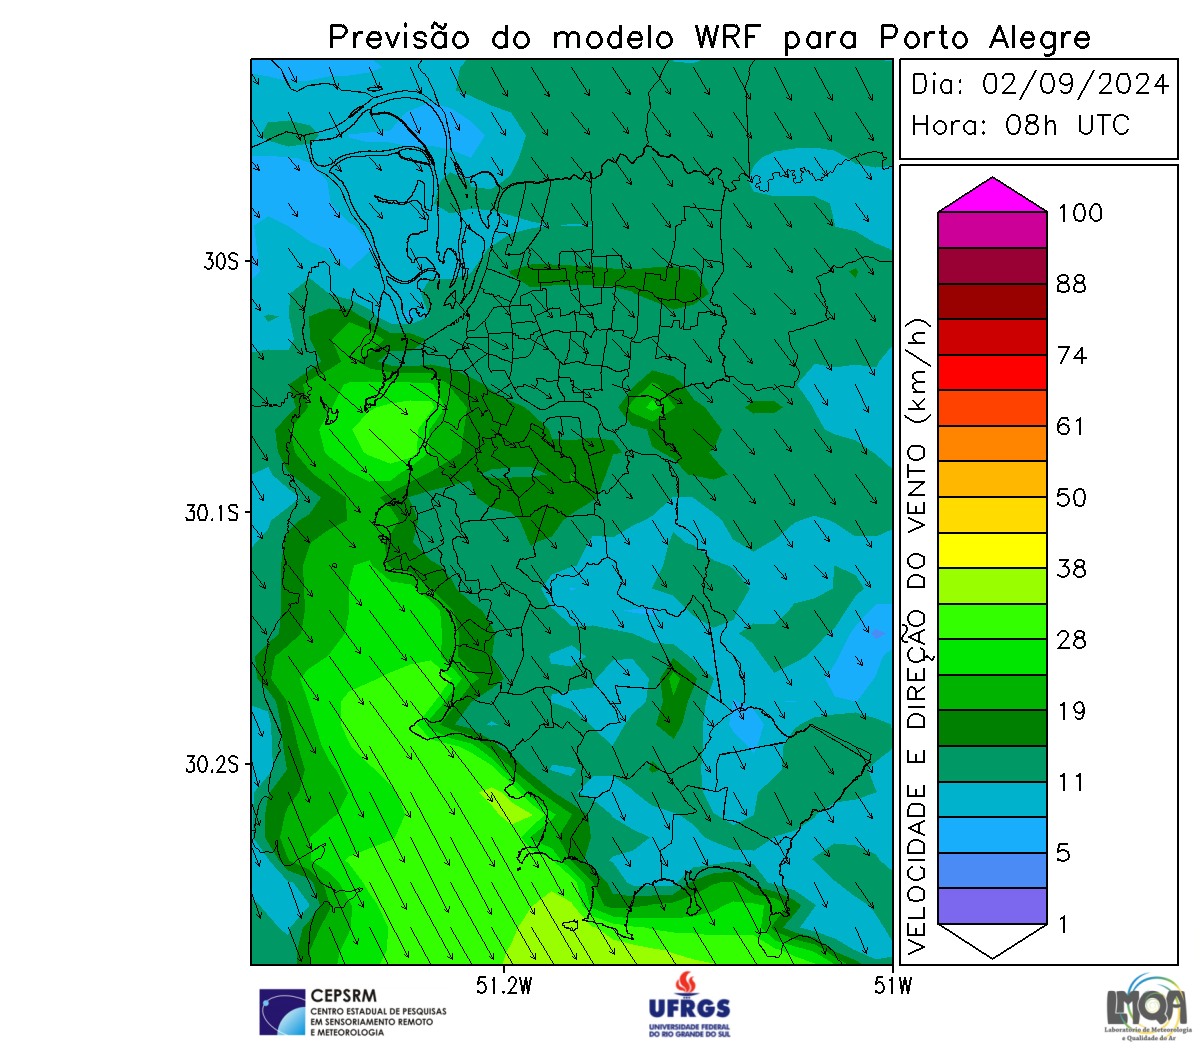 Previsão do modelo WRF para Porto Alegre
Dia: 02/09/2024
Hora: 08h UTC
30S
30.1S
30.2S
51.2W
51W
VELOCIDADE E DIREÇÃO DO VENTO (km/h)
100
88
74
61
50
38
28
19
11
5
1
CEPSRM
CENTRO ESTADUAL DE PESQUISAS
EM SENSORIAMENTO REMOTO
E METEOROLOGIA
UFRGS
UNIVERSIDADE FEDERAL
DO RIO GRANDE DO SUL
LMQA
Laboratório de Meteorologia
e Qualidade do Ar